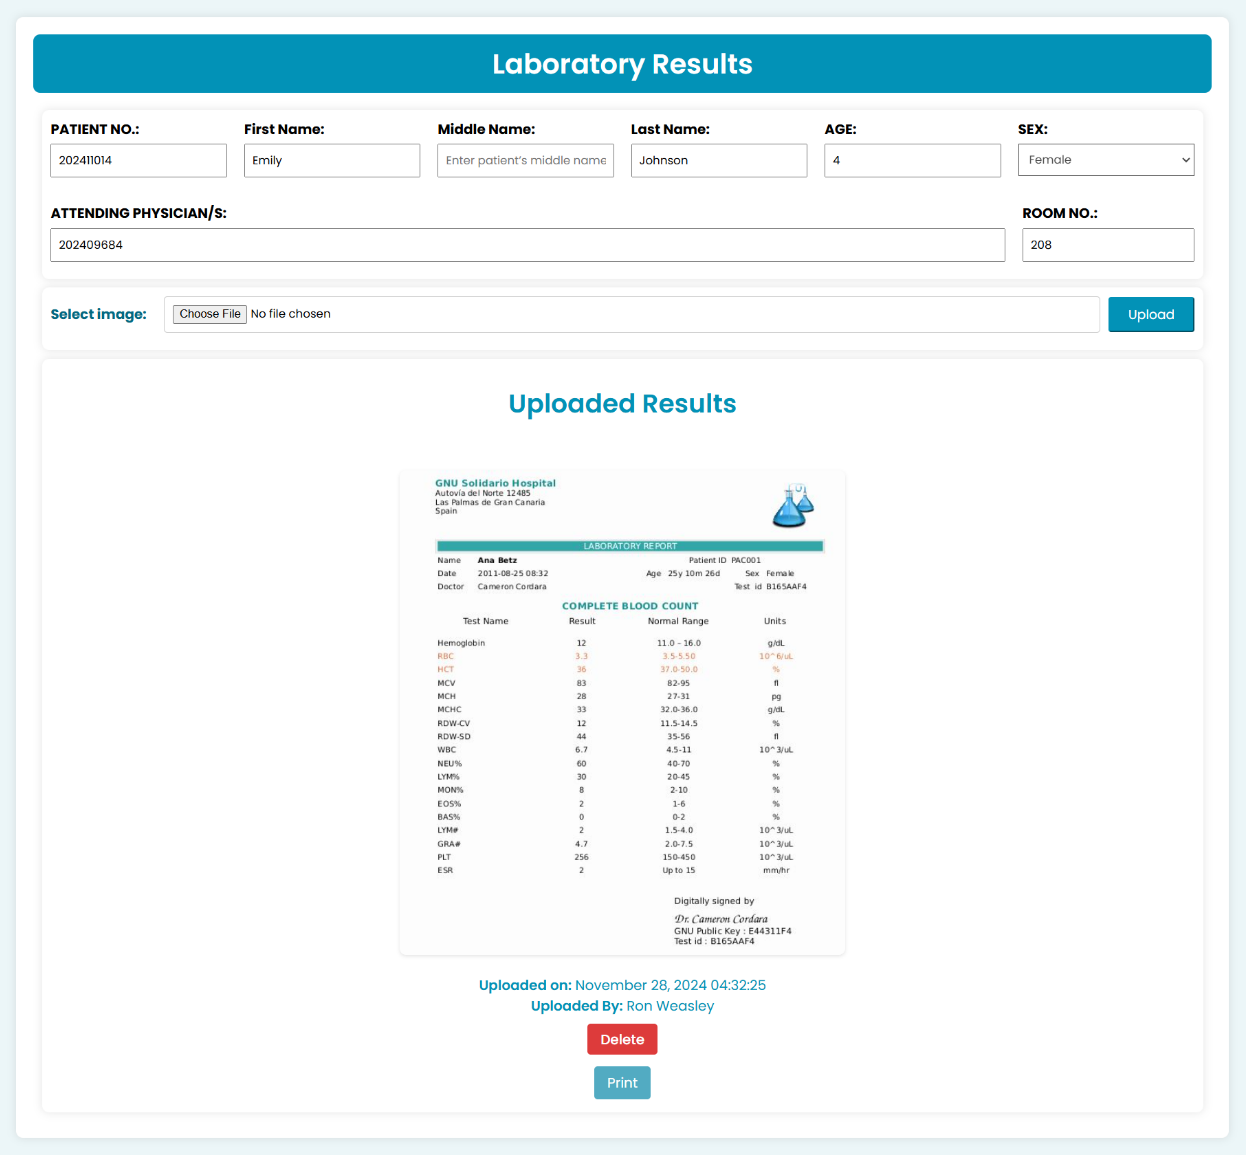 Laboratory Results
PATIENT NO.: First Name: Middle Name: Last Name: AGE: SEX:
202411014 Emily Enter patient's middle name Johnson 4 Female
ATTENDING PHYSICIAN/S: ROOM NO.:
202409684 208
Select image: Choose File No file chosen Upload
Uploaded Results
GNU Solidario Hospital
Autovía del Norte 12485
Las Palmas de Gran Canaria
Spain
LABORATORY REPORT
Name Ana Betz Patient ID PAC001
Date 2011-08-25 08:32 Age 25y 10m 26d Sex Female
Doctor Cameron Cordara Test id B165AAF4
COMPLETE BLOOD COUNT
Test Name Result Normal Range Units
Hemoglobin 12 11.0 - 16.0 g/dL
RBC 3.3 3.5-5.50 10^6/uL
HCT 36 37.0-50.0 %
MCV 83 82-95 fl
MCH 28 27-31 pg
MCHC 33 32.0-36.0 g/dL
RDW-CV 12 11.5-14.5 %
RDW-SD 44 35-56 fl
WBC 6.7 4.5-11 10^3/uL
NEU% 60 40-70 %
LYM% 30 20-45 %
MON% 8 2-10 %
EOS% 2 1-6 %
BAS% 0 0-2 %
LYM# 2 1.5-4.0 10^3/uL
GRA# 4.7 2.0-7.5 10^3/uL
PLT 256 150-450 10^3/uL
ESR 2 Up to 15 mm/hr
Digitally signed by
Dr. Cameron Cordara
GNU Public Key : E44311F4
Test id : B165AAF4
Uploaded on: November 28, 2024 04:32:25
Uploaded By: Ron Weasley
Delete
Print